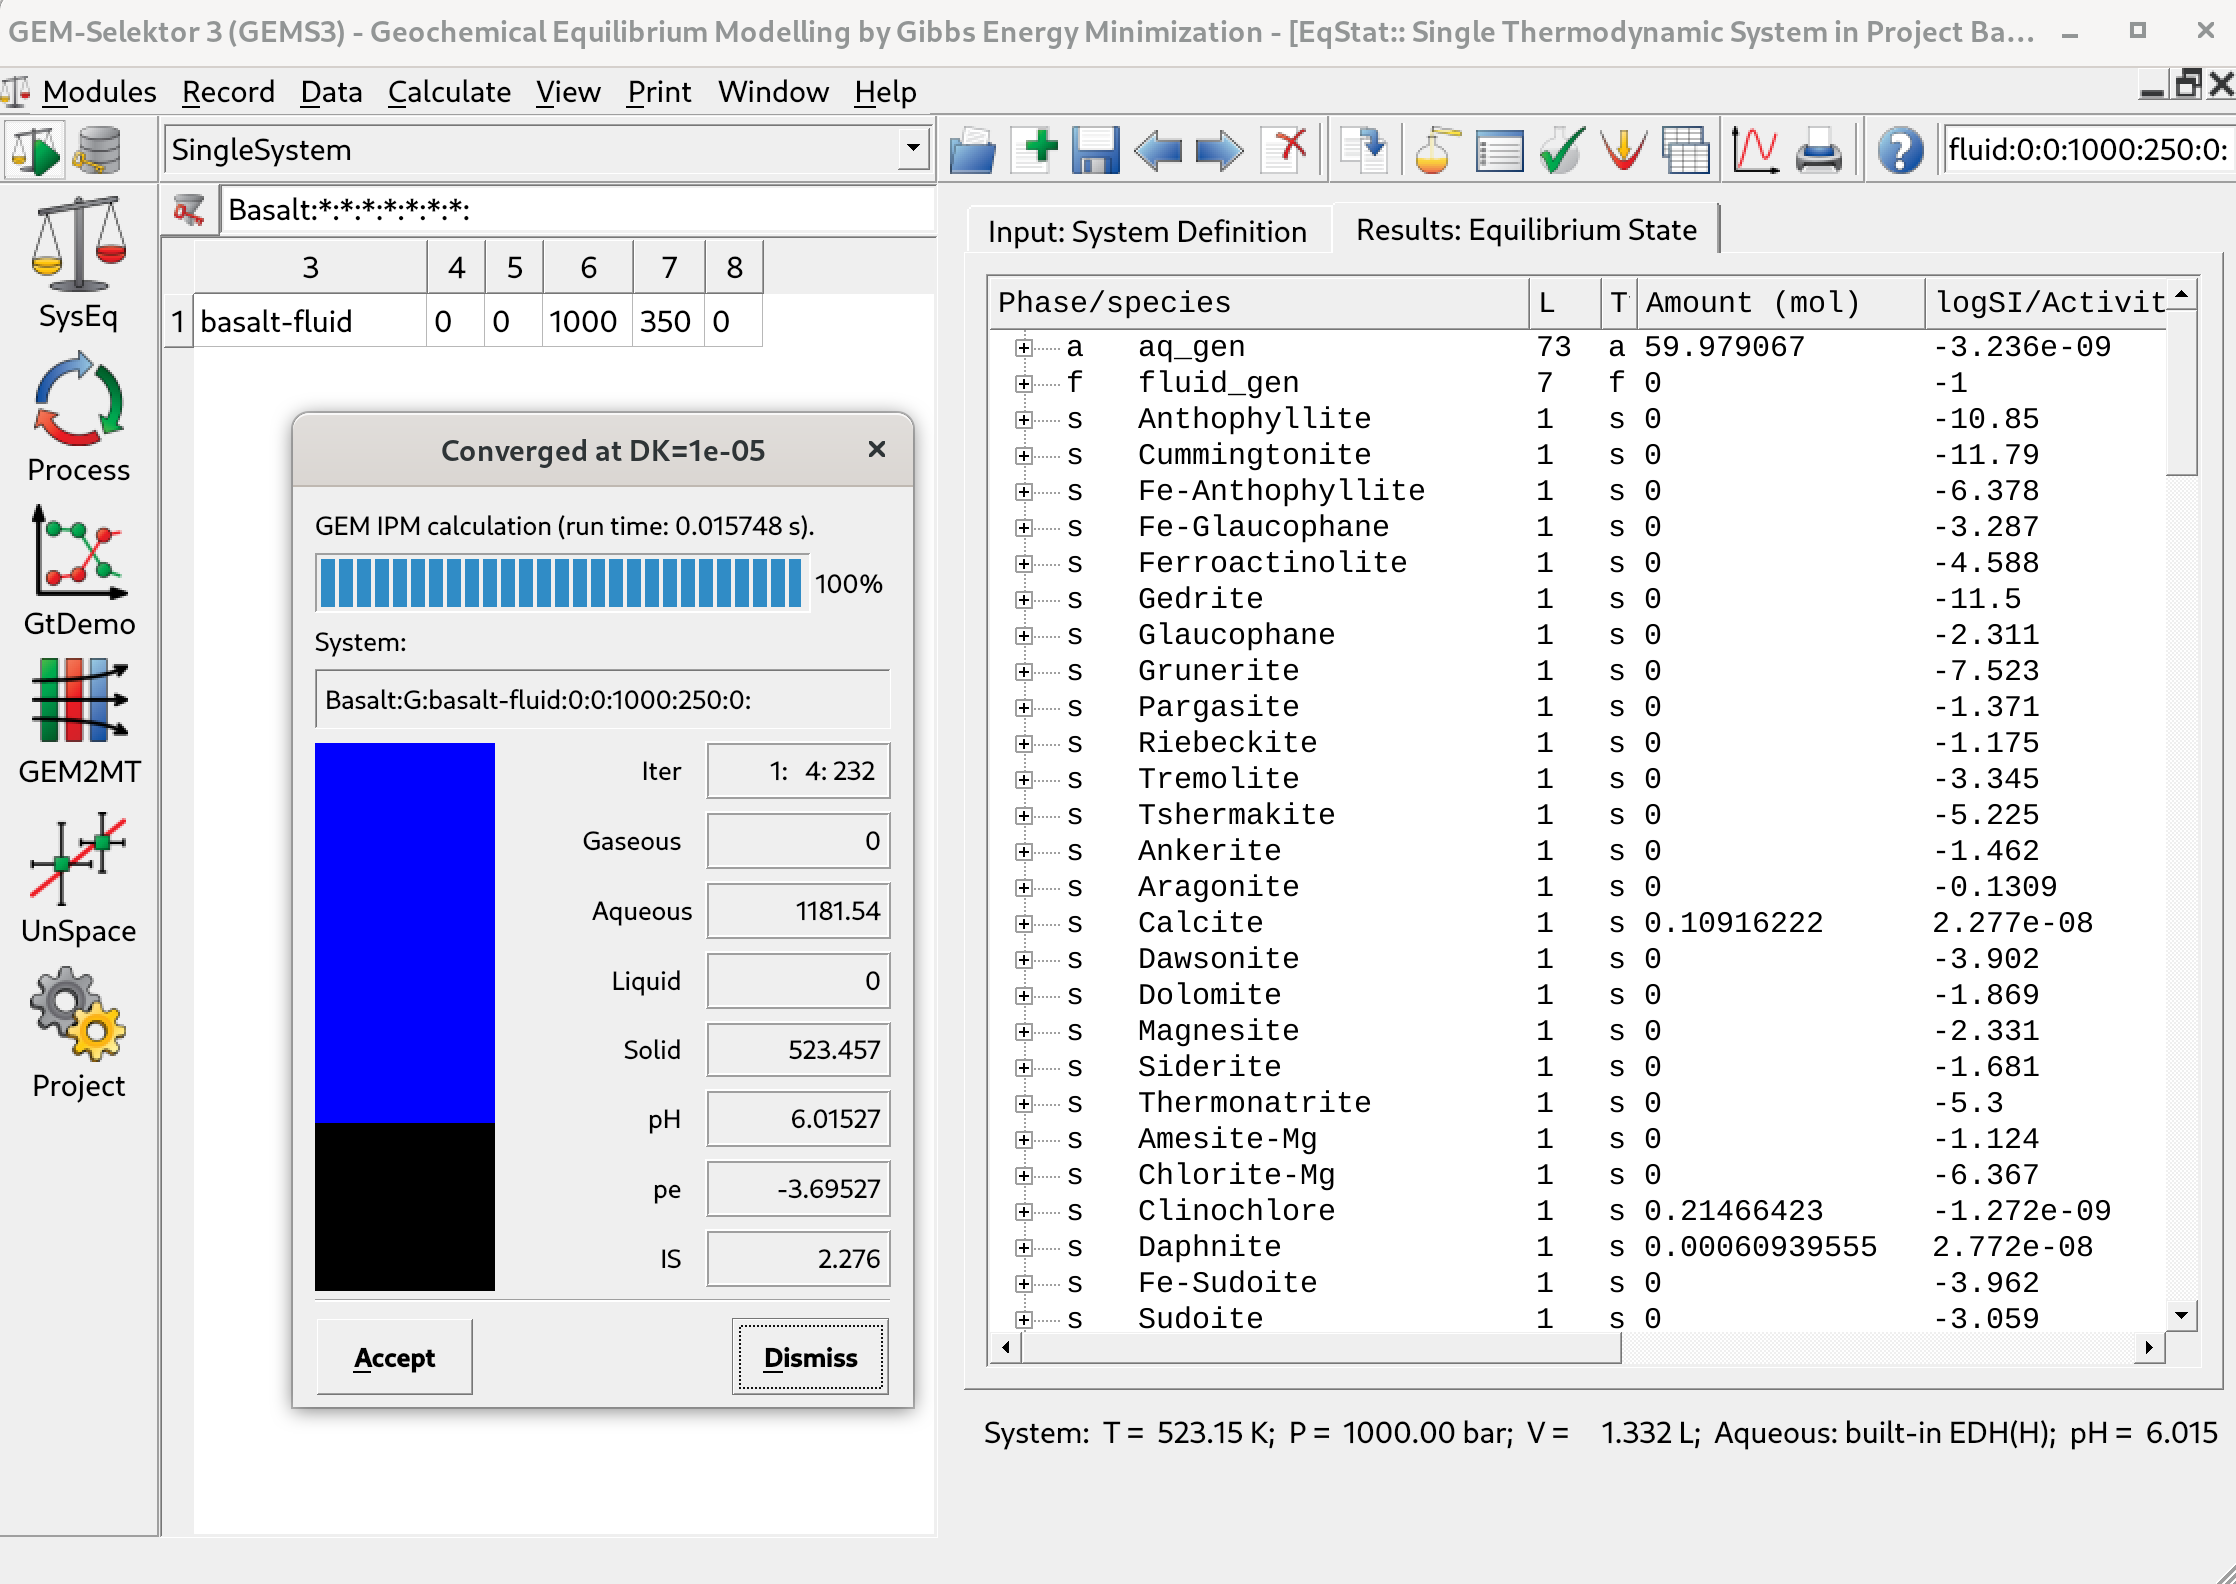 GEM-Selektor 3 (GEMS3) - Geochemical Equilibrium Modelling by Gibbs Energy Minimization - [EqStat:: Single Thermodynamic System in Project Ba...
Modules Record Data Calculate View Print Window Help
SingleSystem
fluid:0:0:1000:250:0:
Basalt:*:*:*:*:*:*:*:
3 4 5 6 7 8
1 basalt-fluid 0 0 1000 350 0
SysEq
Process
GtDemo
GEM2MT
UnSpace
Project
Converged at DK=1e-05
GEM IPM calculation (run time: 0.015748 s).
100%
System:
Basalt:G:basalt-fluid:0:0:1000:250:0:
Iter 1: 4: 232
Gaseous 0
Aqueous 1181.54
Liquid 0
Solid 523.457
pH 6.01527
pe -3.69527
IS 2.276
Accept Dismiss
Input: System Definition Results: Equilibrium State
Phase/species L T Amount (mol) logSI/Activit
a aq_gen 73 a 59.979067 -3.236e-09
f fluid_gen 7 f 0 -1
s Anthophyllite 1 s 0 -10.85
s Cummingtonite 1 s 0 -11.79
s Fe-Anthophyllite 1 s 0 -6.378
s Fe-Glaucophane 1 s 0 -3.287
s Ferroactinolite 1 s 0 -4.588
s Gedrite 1 s 0 -11.5
s Glaucophane 1 s 0 -2.311
s Grunerite 1 s 0 -7.523
s Pargasite 1 s 0 -1.371
s Riebeckite 1 s 0 -1.175
s Tremolite 1 s 0 -3.345
s Tshermakite 1 s 0 -5.225
s Ankerite 1 s 0 -1.462
s Aragonite 1 s 0 -0.1309
s Calcite 1 s 0.10916222 2.277e-08
s Dawsonite 1 s 0 -3.902
s Dolomite 1 s 0 -1.869
s Magnesite 1 s 0 -2.331
s Siderite 1 s 0 -1.681
s Thermonatrite 1 s 0 -5.3
s Amesite-Mg 1 s 0 -1.124
s Chlorite-Mg 1 s 0 -6.367
s Clinochlore 1 s 0.21466423 -1.272e-09
s Daphnite 1 s 0.00060939555 2.772e-08
s Fe-Sudoite 1 s 0 -3.962
s Sudoite 1 s 0 -3.059
System: T = 523.15 K; P = 1000.00 bar; V = 1.332 L; Aqueous: built-in EDH(H); pH = 6.015